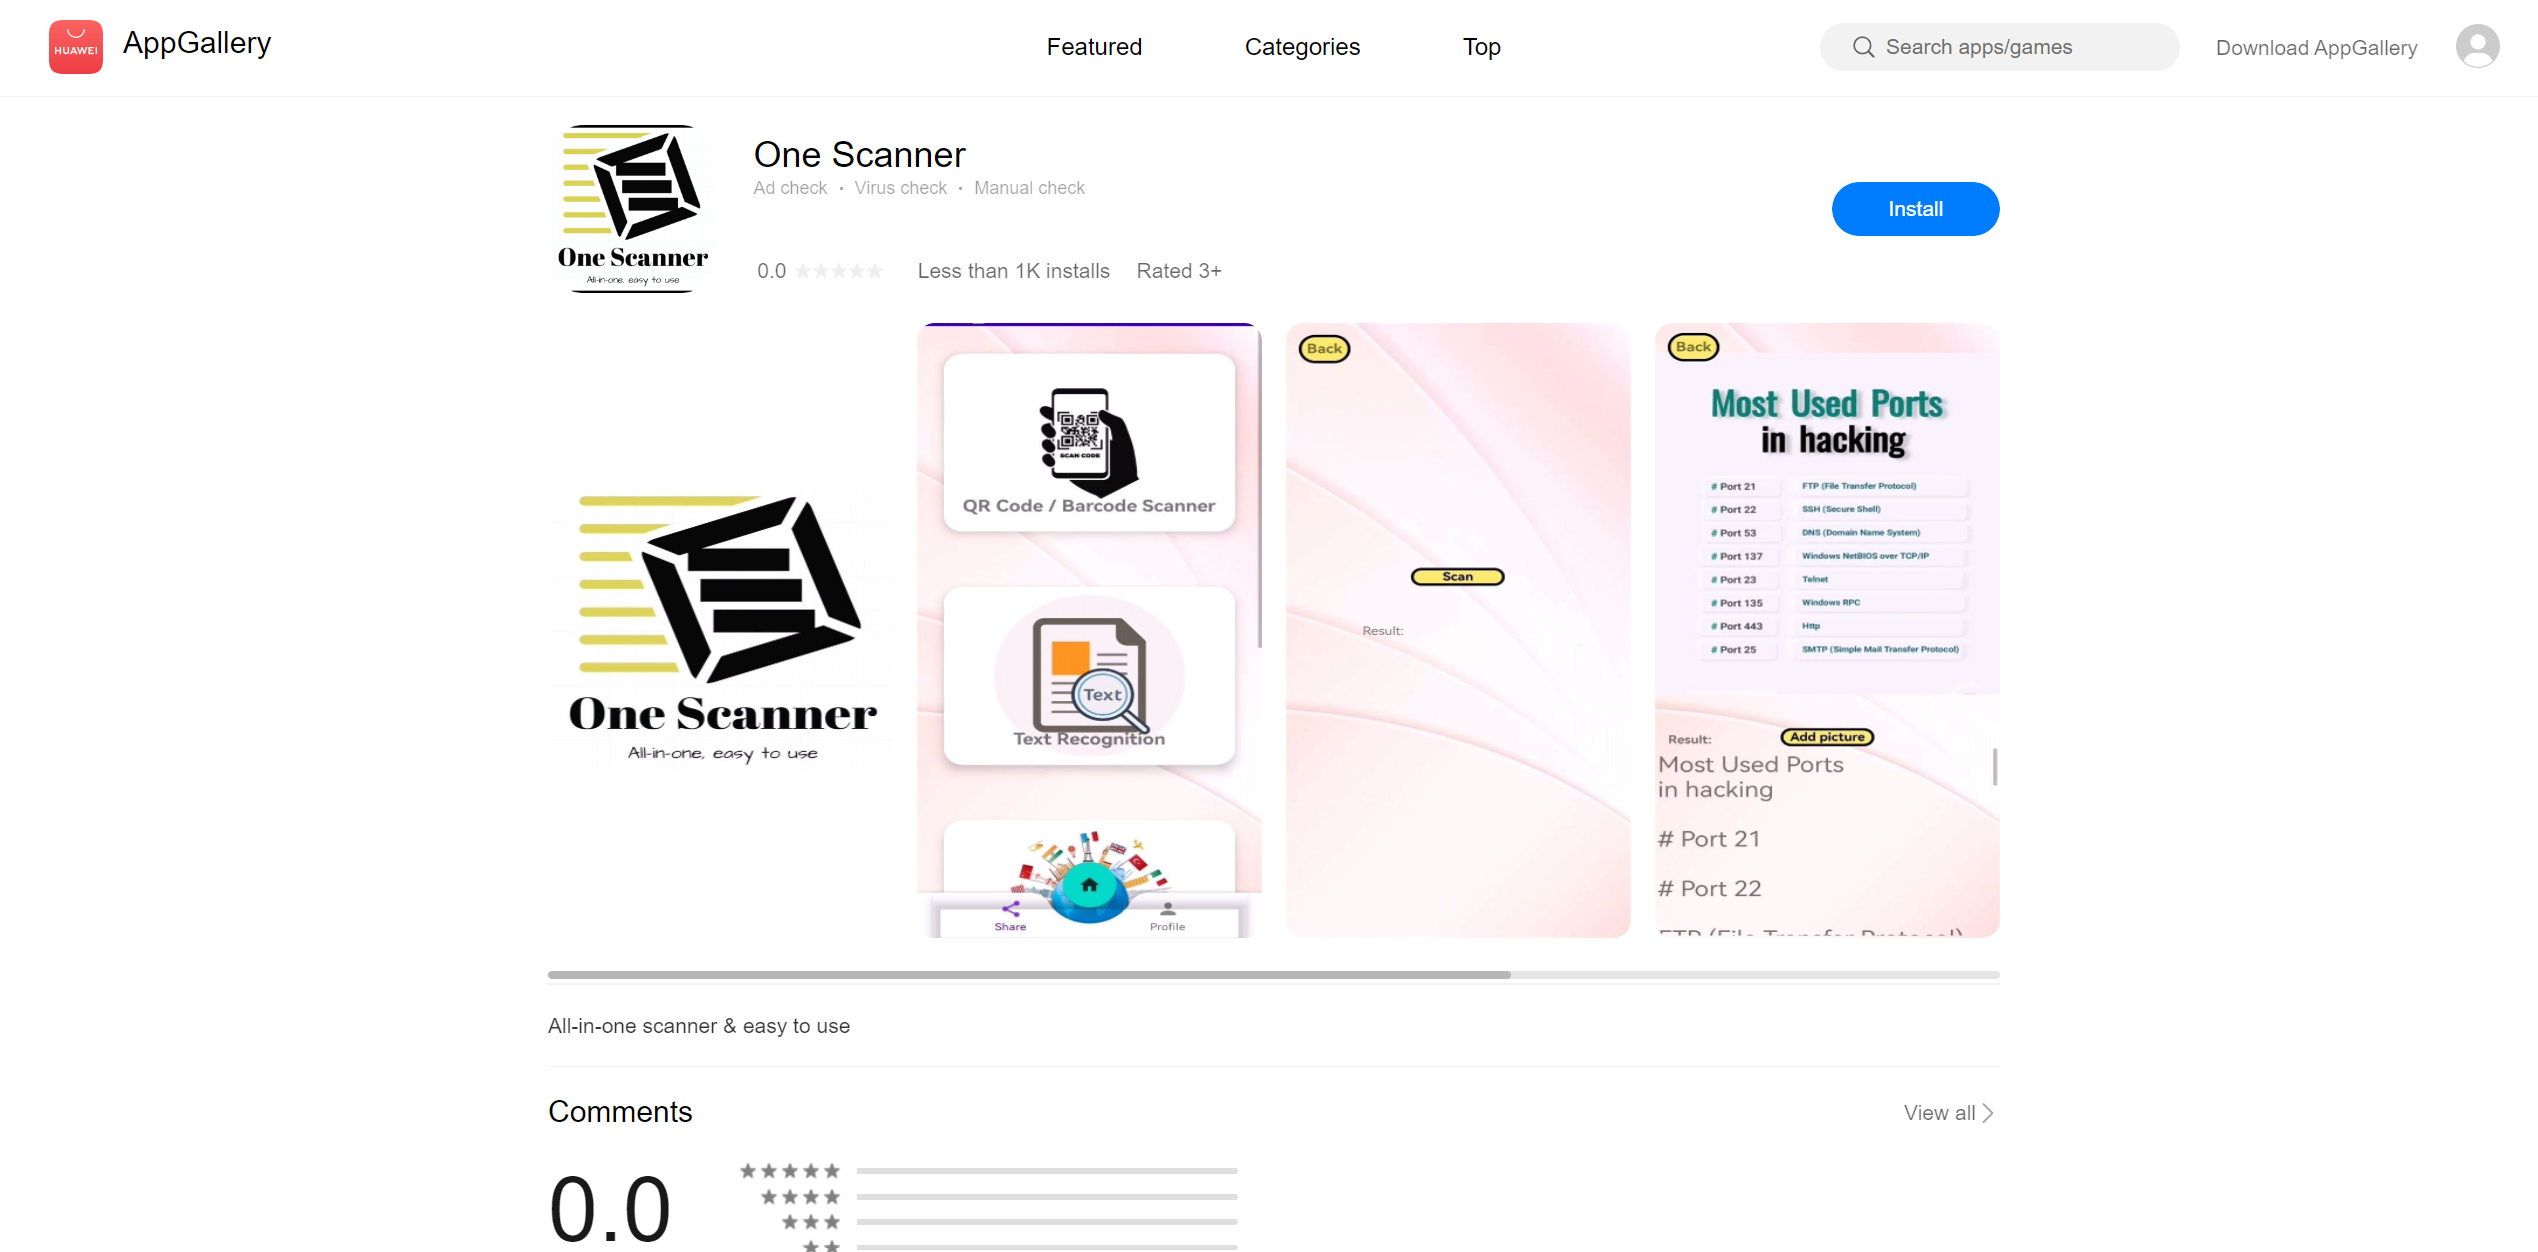 HUAWEI
AppGallery
Featured
Categories
Top
Search apps/games
Download AppGallery
One Scanner
All-in-one, easy to use
One Scanner
Ad check · Virus check · Manual check
Install
0.0
Less than 1K installs
Rated 3+
One Scanner
All-in-one, easy to use
SCAN CODE
QR Code / Barcode Scanner
Text
Text Recognition
Share
Profile
Back
Scan
Result:
Back
Most Used Ports
in hacking
# Port 21 FTP (File Transfer Protocol)
# Port 22 SSH (Secure Shell)
# Port 53 DNS (Domain Name System)
# Port 137 Windows NetBIOS over TCP/IP
# Port 23 Telnet
# Port 135 Windows RPC
# Port 443 Http
# Port 25 SMTP (Simple Mail Transfer Protocol)
Add picture
Result:
Most Used Ports
in hacking
# Port 21
# Port 22
FTP (File Transfer Protocol)
All-in-one scanner & easy to use
Comments
View all
0.0